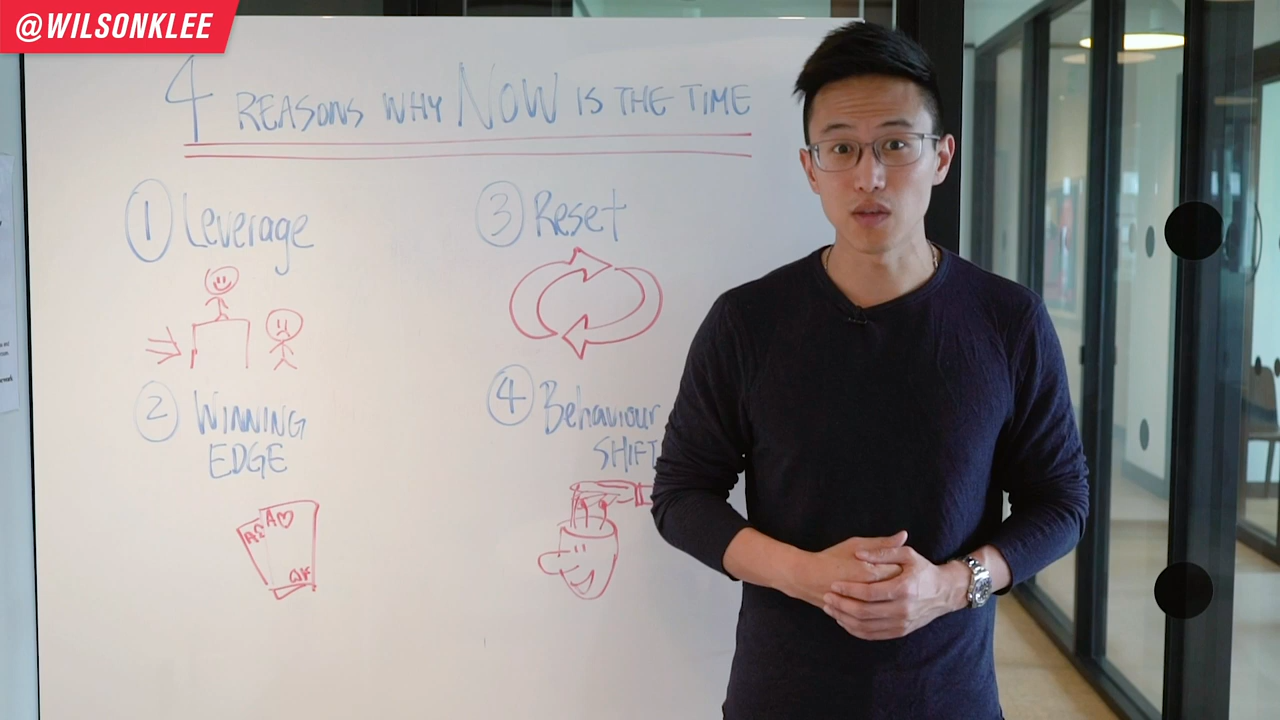 @WILSONKLEE
4 REASONS WHY NOW IS THE TIME
1 Leverage
2 WINNING
EDGE
A
A
3 Reset
4 Behaviour
SHIFT